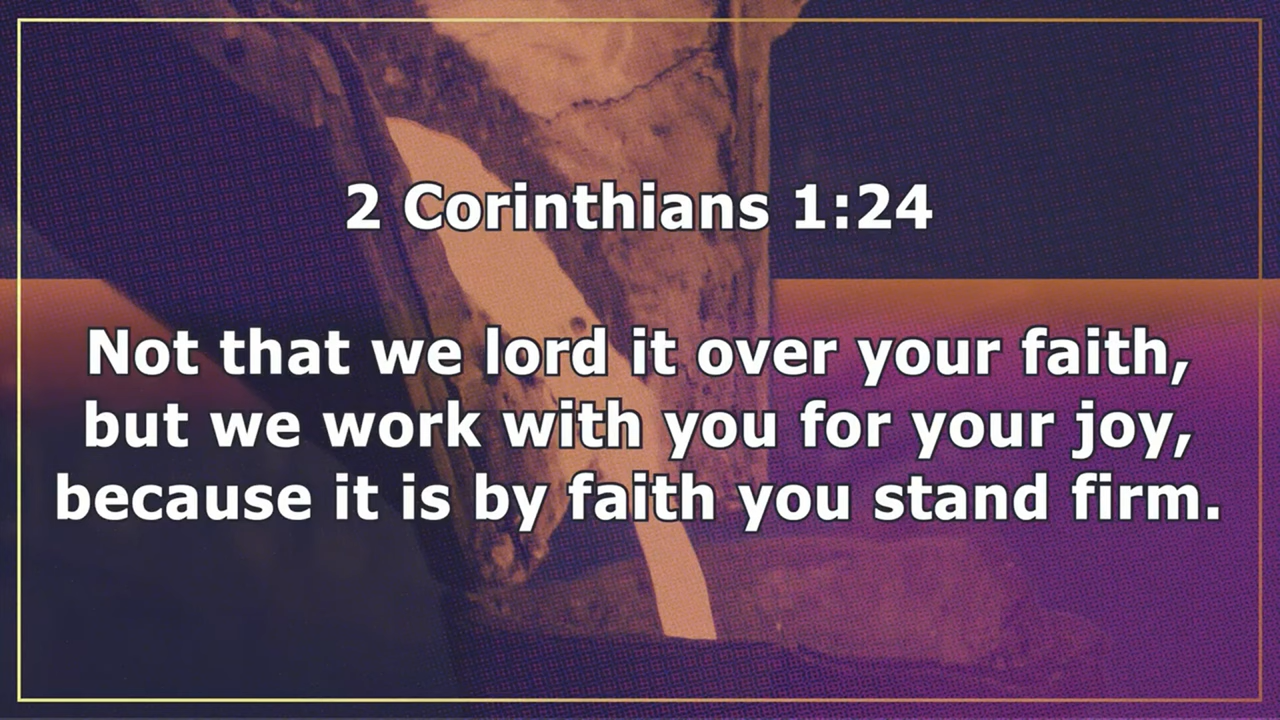 2 Corinthians 1:24
Not that we lord it over your faith,
but we work with you for your joy,
because it is by faith you stand firm.